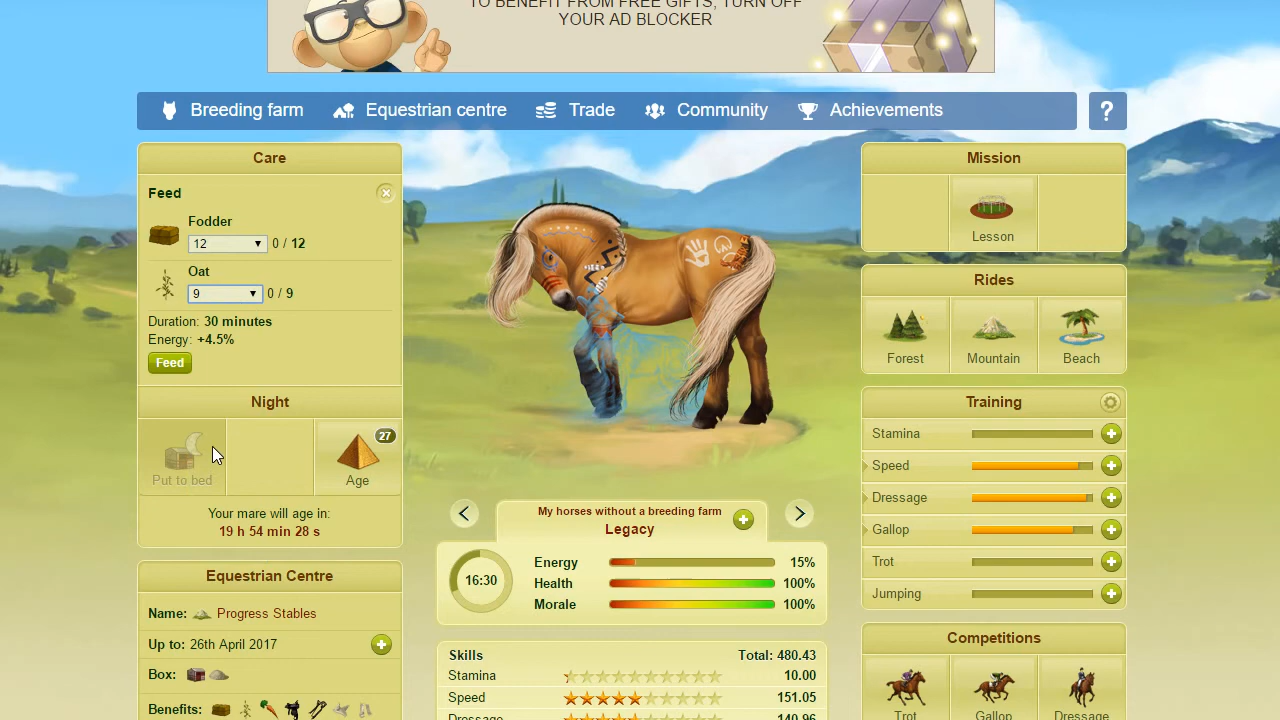 TO BENEFIT FROM FREE GIFTS, TURN OFF
YOUR AD BLOCKER
Breeding farm
Equestrian centre
Trade
Community
Achievements
?
Care
Feed
Fodder
12
0 / 12
Oat
9
0 / 9
Duration: 30 minutes
Energy: +4.5%
Feed
Night
Put to bed
27
Age
Your mare will age in:
19 h 54 min 28 s
Equestrian Centre
Name: Progress Stables
Up to: 26th April 2017
Box:
Benefits:
My horses without a breeding farm
Legacy
16:30
Energy 15%
Health 100%
Morale 100%
Skills Total: 480.43
Stamina 10.00
Speed 151.05
Dressage 140.96
Mission
Lesson
Rides
Forest
Mountain
Beach
Training
Stamina
Speed
Dressage
Gallop
Trot
Jumping
Competitions
Trot
Gallop
Dressage